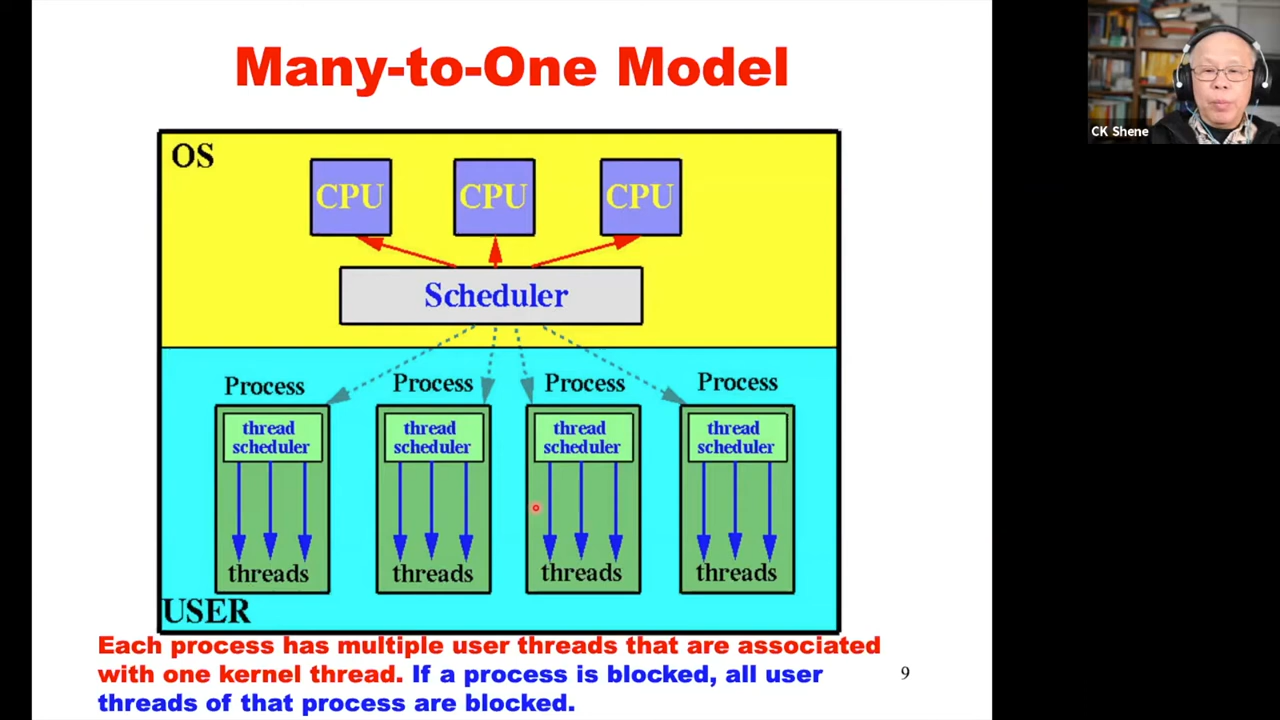 Many-to-One Model
CK Shene
OS
CPU CPU CPU
Scheduler
Process Process Process Process
thread scheduler
thread scheduler
thread scheduler
thread scheduler
threads threads threads threads
USER
Each process has multiple user threads that are associated
with one kernel thread. If a process is blocked, all user
threads of that process are blocked.
9